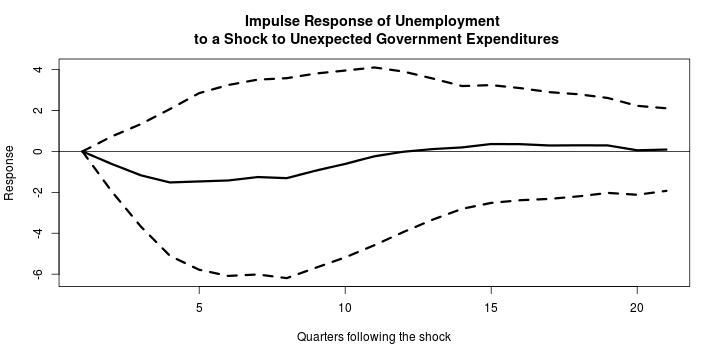 Impulse Response of Unemployment
to a Shock to Unexpected Government Expenditures
Response
4
2
0
-2
-4
-6
5
10
15
20
Quarters following the shock